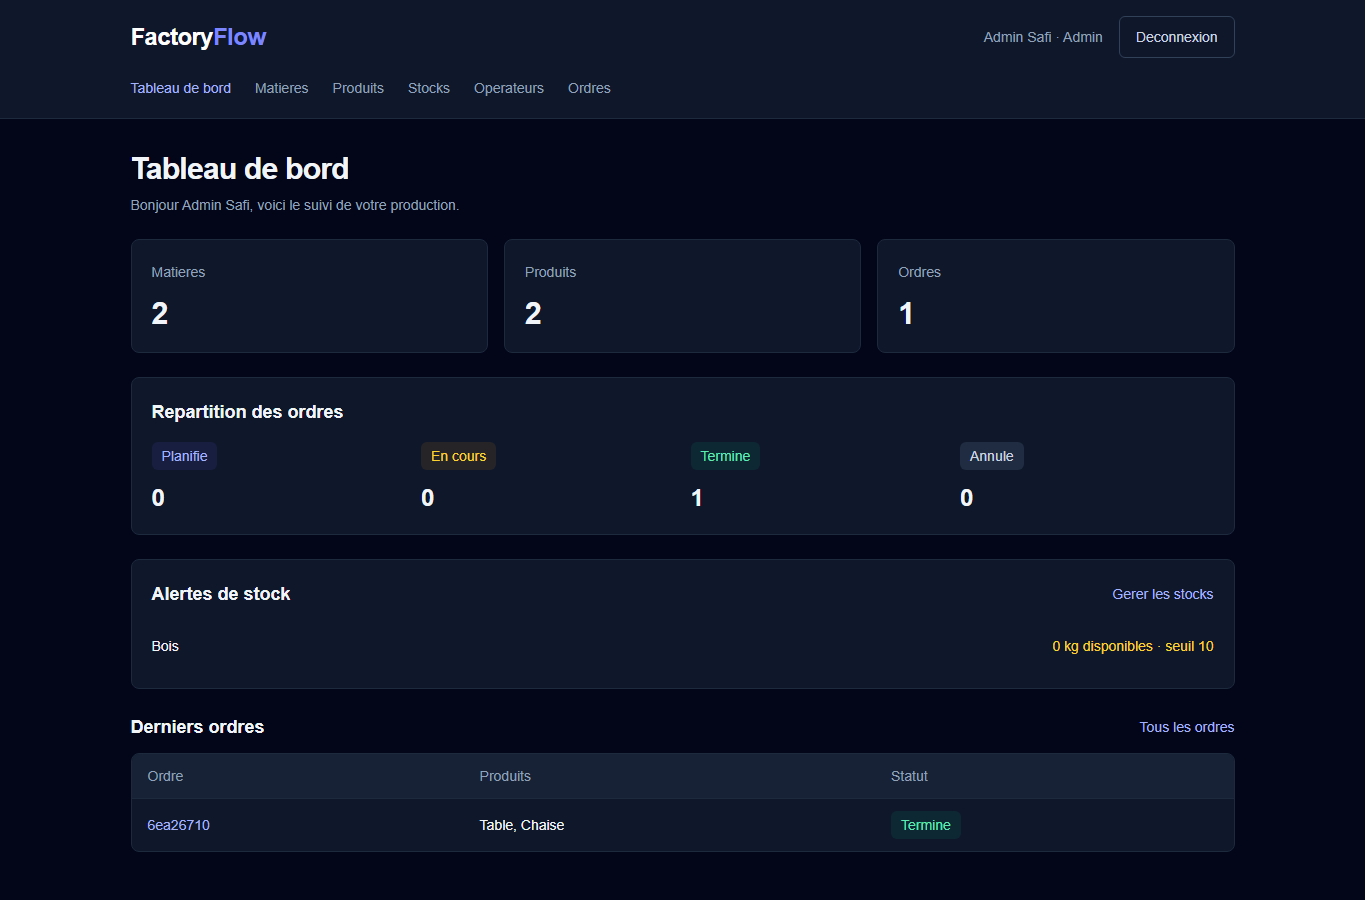 FactoryFlow
Admin Safi · Admin
Deconnexion
Tableau de bord Matieres Produits Stocks Operateurs Ordres
Tableau de bord
Bonjour Admin Safi, voici le suivi de votre production.
Matieres
2
Produits
2
Ordres
1
Repartition des ordres
Planifie
0
En cours
0
Termine
1
Annule
0
Alertes de stock
Gerer les stocks
Bois
0 kg disponibles · seuil 10
Derniers ordres
Tous les ordres
Ordre Produits Statut
6ea26710 Table, Chaise Termine